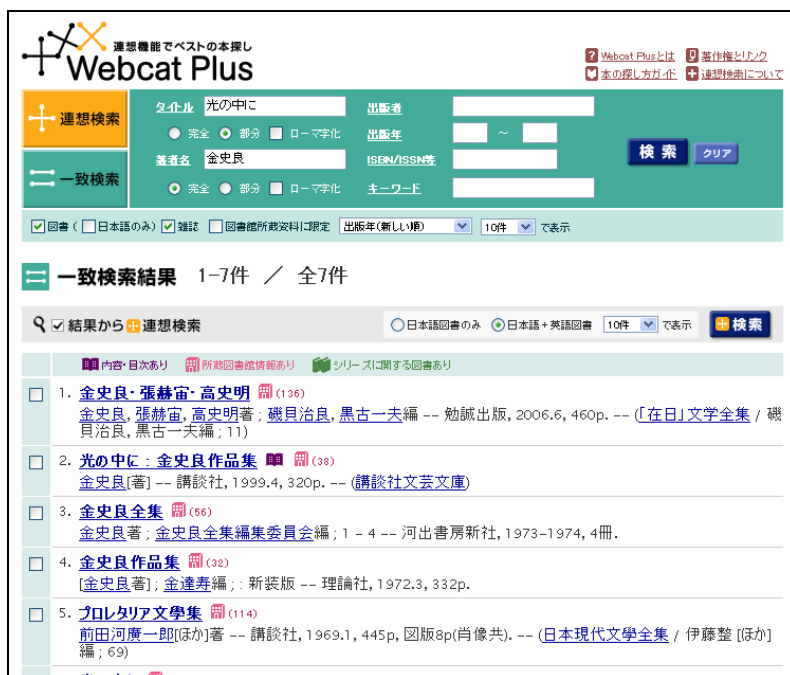 連想機能でベストの本探し
Webcat Plus
Webcat Plusとは 著作権とリンク
本の探し方ガイド 連想検索について
連想検索
一致検索
タイトル 光の中に 出版者
完全 部分 ローマ字化 出版年 ~
著者名 金史良 ISBN/ISSN等
完全 部分 ローマ字化 キーワード
検索 クリア
図書 ( 日本語のみ) 雑誌 図書館所蔵資料に限定 出版年(新しい順) 10件 で表示
一致検索結果 1-7件 / 全7件
結果から 連想検索 日本語図書のみ 日本語+英語図書 10件 で表示 検索
内容・目次あり 所蔵図書館情報あり シリーズに関する図書あり
1. 金史良・張赫宙・高史明 (136)
金史良, 張赫宙, 高史明著 ; 磯貝治良, 黒古一夫編 -- 勉誠出版, 2006.6, 460p. -- (「在日」文学全集 / 磯
貝治良, 黒古一夫編 ; 11)
2. 光の中に : 金史良作品集 (38)
金史良[著] -- 講談社, 1999.4, 320p. -- (講談社文芸文庫)
3. 金史良全集 (56)
金史良著 ; 金史良全集編集委員会編 ; 1 - 4 -- 河出書房新社, 1973-1974, 4冊.
4. 金史良作品集 (32)
[金史良著] ; 金達寿編 ; : 新装版 -- 理論社, 1972.3, 332p.
5. プロレタリア文學集 (114)
前田河廣一郎[ほか]著 -- 講談社, 1969.1, 445p, 図版8p(肖像共). -- (日本現代文學全集 / 伊藤整 [ほか]
編 ; 69)